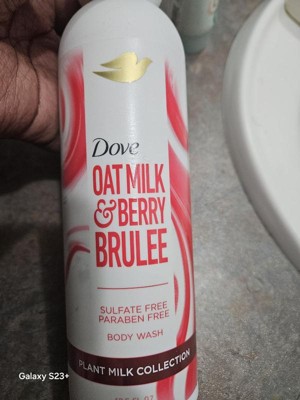 Dove
OAT MILK
& BERRY
BRULEE
SULFATE FREE
PARABEN FREE
BODY WASH
PLANT MILK COLLECTION
Galaxy S23+